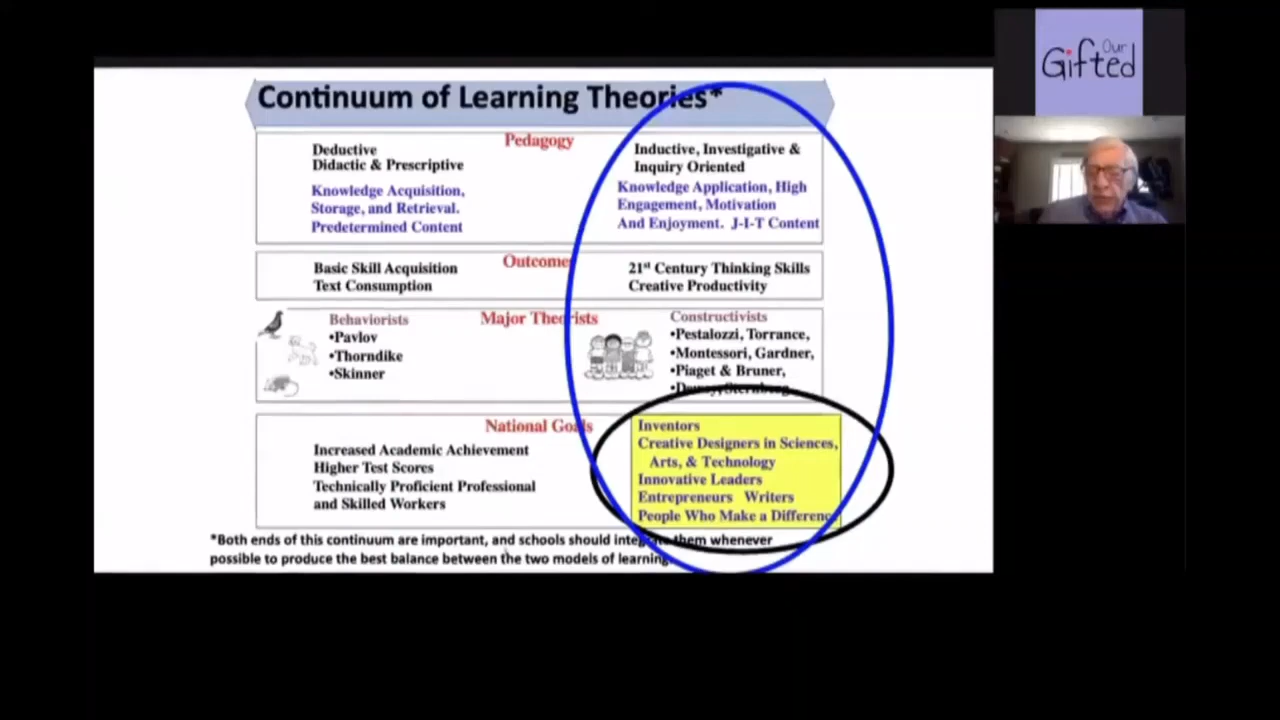 Our
Gifted
Continuum of Learning Theories*
Pedagogy
Deductive
Didactic & Prescriptive
Knowledge Acquisition,
Storage, and Retrieval.
Predetermined Content
Inductive, Investigative &
Inquiry Oriented
Knowledge Application, High
Engagement, Motivation
And Enjoyment. J-I-T Content
Outcome
Basic Skill Acquisition
Text Consumption
21st Century Thinking Skills
Creative Productivity
Major Theorists
Behaviorists
•Pavlov
•Thorndike
•Skinner
Constructivists
•Pestalozzi, Torrance,
•Montessori, Gardner,
•Piaget & Bruner,
•Dewey, Sternberg
National Goals
Increased Academic Achievement
Higher Test Scores
Technically Proficient Professional
and Skilled Workers
Inventors
Creative Designers in Sciences,
Arts, & Technology
Innovative Leaders
Entrepreneurs Writers
People Who Make a Difference
*Both ends of this continuum are important, and schools should integrate them whenever
possible to produce the best balance between the two models of learning.